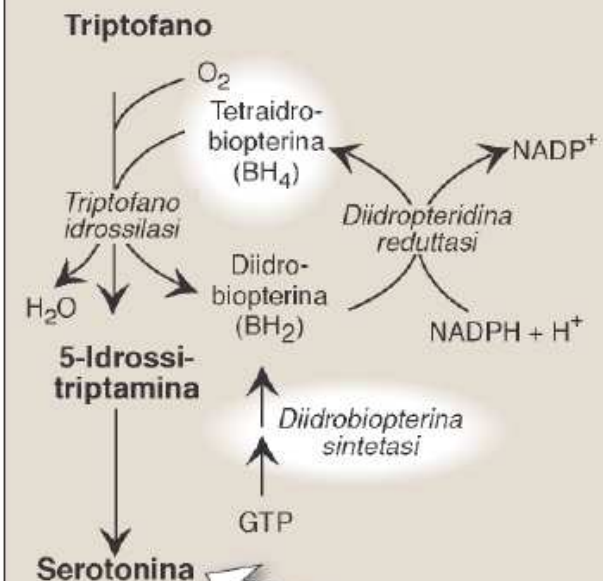 Triptofano
O₂
Tetraidro-
biopterina
(BH₄)
NADP⁺
Triptofano
idrossilasi
Diidropteridina
reduttasi
Diidro-
biopterina
(BH₂)
H₂O
NADPH + H⁺
5-Idrossi-
triptamina
Diidrobiopterina
sintetasi
GTP
Serotonina